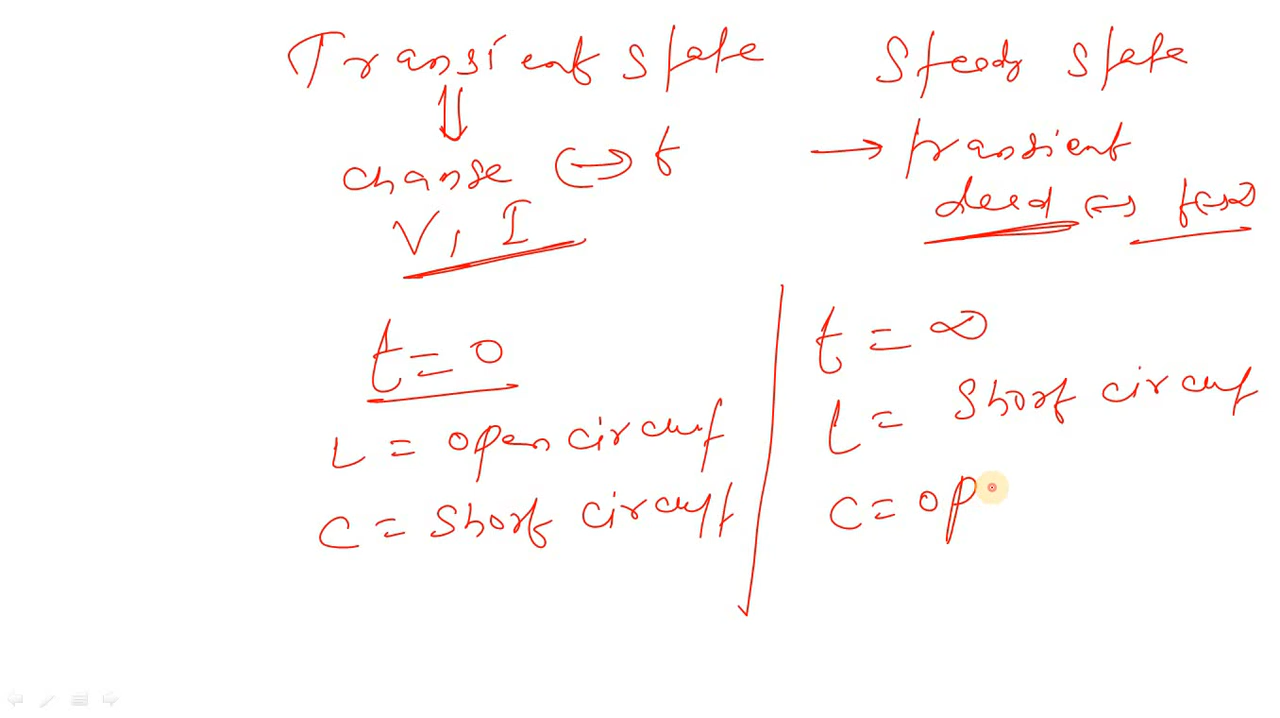 Transient state
change ↔ t
V, I
t = 0
L = open circuit
C = short circuit
Steady state
→ transient
dead ↔ t=∞
t = ∞
L = short circuit
C = op